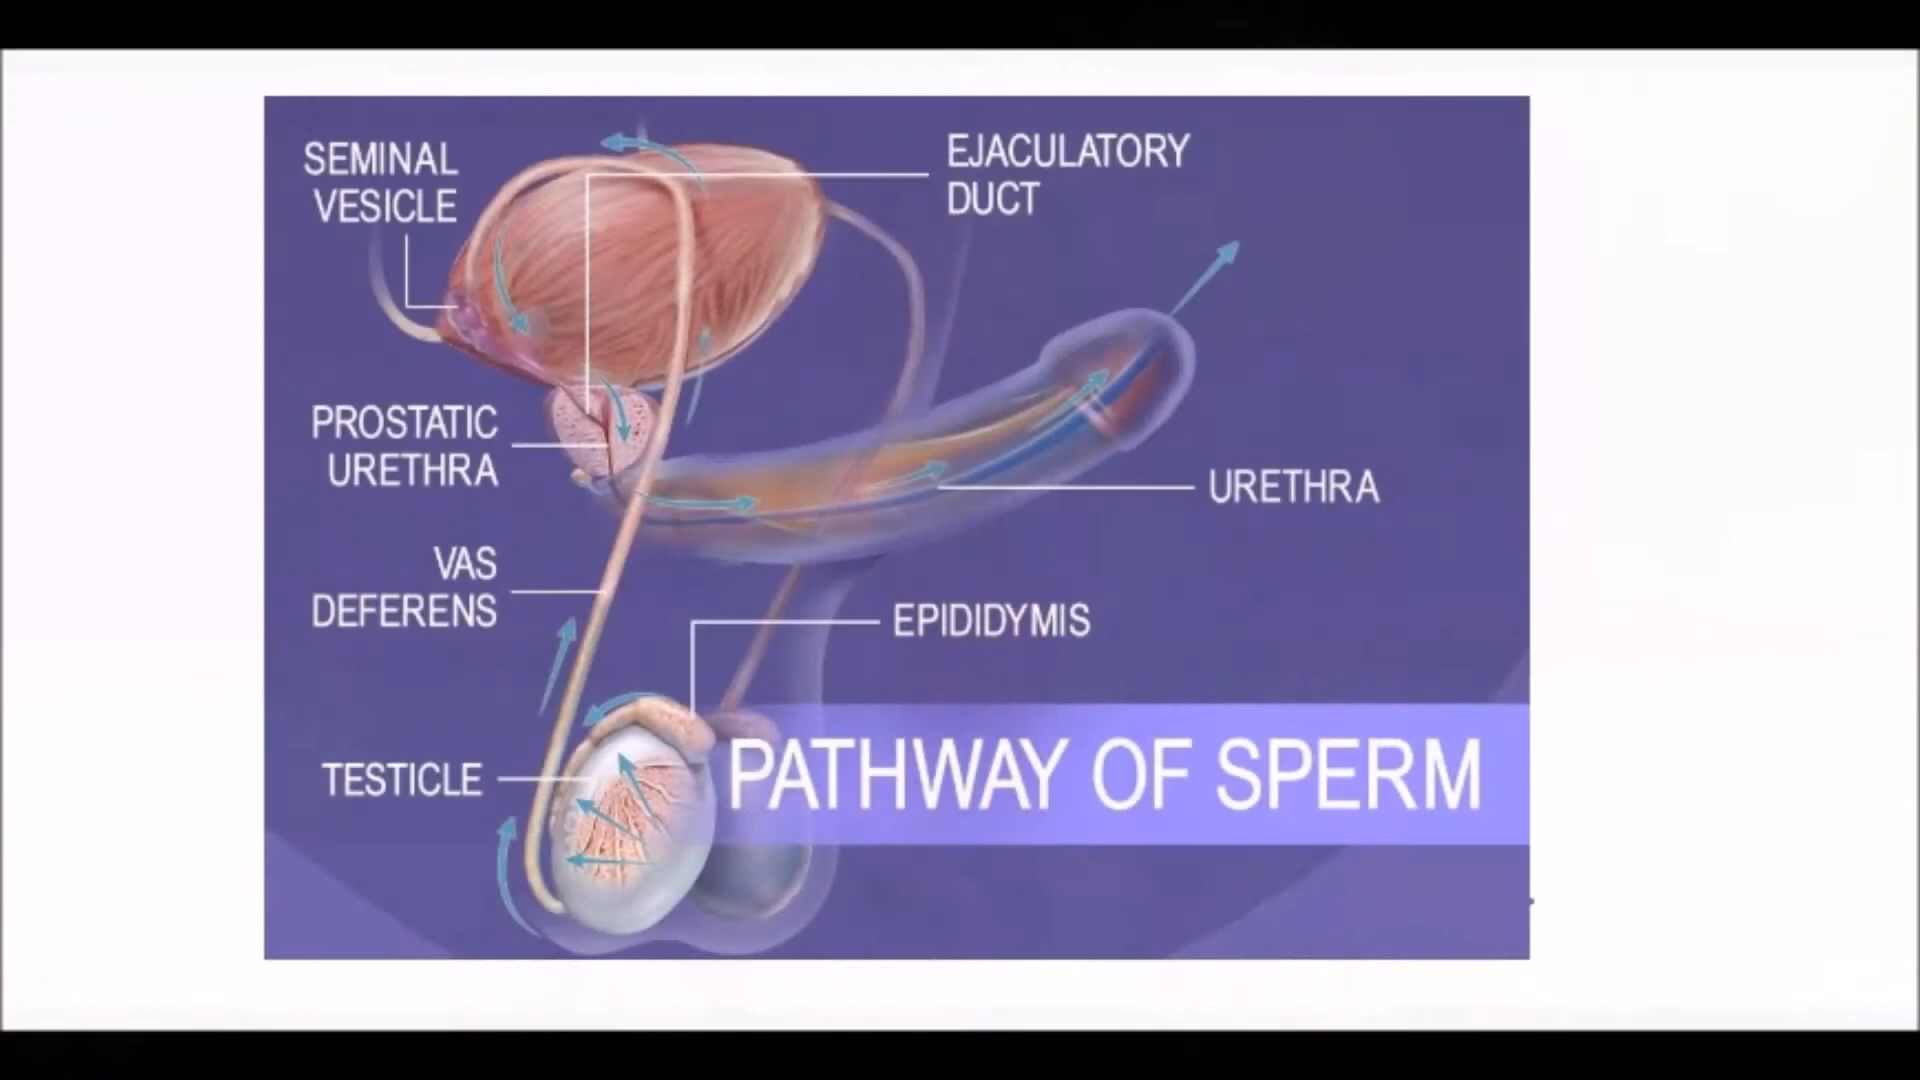 SEMINAL
VESICLE
EJACULATORY
DUCT
PROSTATIC
URETHRA
URETHRA
VAS
DEFERENS
EPIDIDYMIS
TESTICLE
PATHWAY OF SPERM